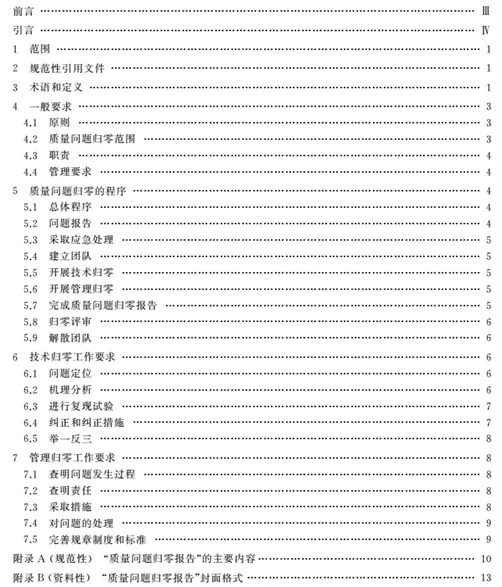 前言 …… Ⅲ
引言 …… Ⅳ
1 范围 …… 1
2 规范性引用文件 …… 1
3 术语和定义 …… 1
4 一般要求 …… 3
4.1 原则 …… 3
4.2 质量问题归零范围 …… 3
4.3 职责 …… 4
4.4 管理要求 …… 4
5 质量问题归零的程序 …… 4
5.1 总体程序 …… 4
5.2 问题报告 …… 4
5.3 采取应急处理 …… 5
5.4 建立团队 …… 5
5.5 开展技术归零 …… 5
5.6 开展管理归零 …… 5
5.7 完成质量问题归零报告 …… 5
5.8 归零评审 …… 6
5.9 解散团队 …… 6
6 技术归零工作要求 …… 6
6.1 问题定位 …… 6
6.2 机理分析 …… 6
6.3 进行复现试验 …… 7
6.4 纠正和纠正措施 …… 7
6.5 举一反三 …… 8
7 管理归零工作要求 …… 8
7.1 查明问题发生过程 …… 8
7.2 查明责任 …… 8
7.3 采取措施 …… 8
7.4 对问题的处理 …… 9
7.5 完善规章制度和标准 …… 9
附录 A（规范性） “质量问题归零报告”的主要内容 …… 10
附录 B（资料性） “质量问题归零报告”封面格式 …… 13